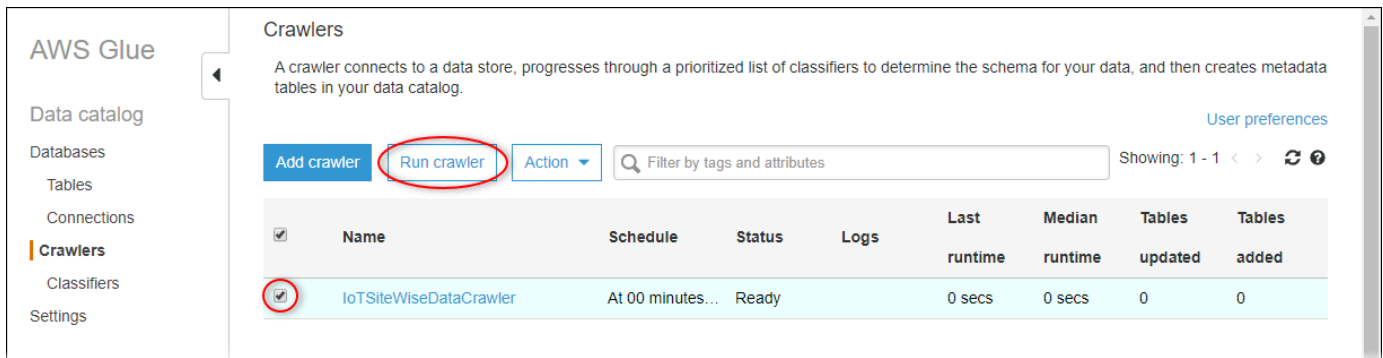 AWS Glue
Data catalog
Databases
Tables
Connections
Crawlers
Classifiers
Settings
Crawlers
A crawler connects to a data store, progresses through a prioritized list of classifiers to determine the schema for your data, and then creates metadata
tables in your data catalog.
User preferences
Add crawler Run crawler Action Filter by tags and attributes Showing: 1 - 1 < >
Name Schedule Status Logs Last runtime Median runtime Tables updated Tables added
IoTSiteWiseDataCrawler At 00 minutes... Ready 0 secs 0 secs 0 0